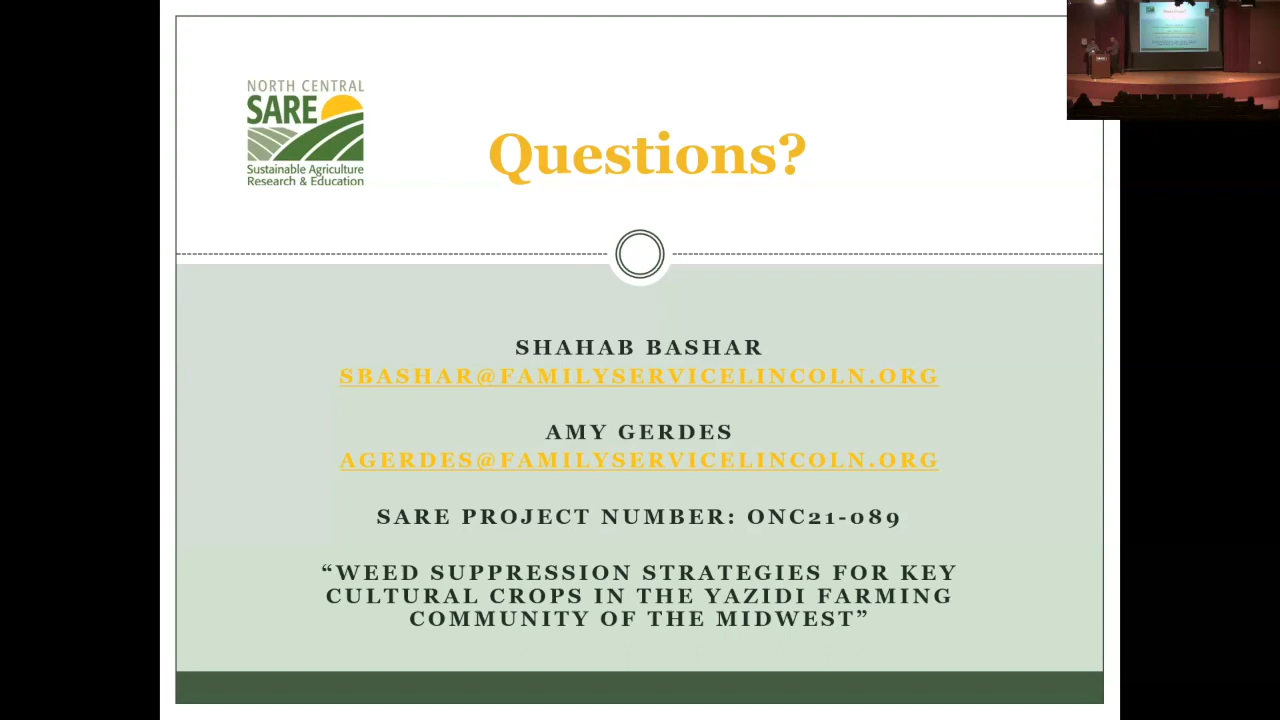 NORTH CENTRAL
SARE
Sustainable Agriculture
Research & Education
Questions?
SHAHAB BASHAR
SBASHAR@FAMILYSERVICELINCOLN.ORG
AMY GERDES
AGERDES@FAMILYSERVICELINCOLN.ORG
SARE PROJECT NUMBER: ONC21-089
“WEED SUPPRESSION STRATEGIES FOR KEY
CULTURAL CROPS IN THE YAZIDI FARMING
COMMUNITY OF THE MIDWEST”